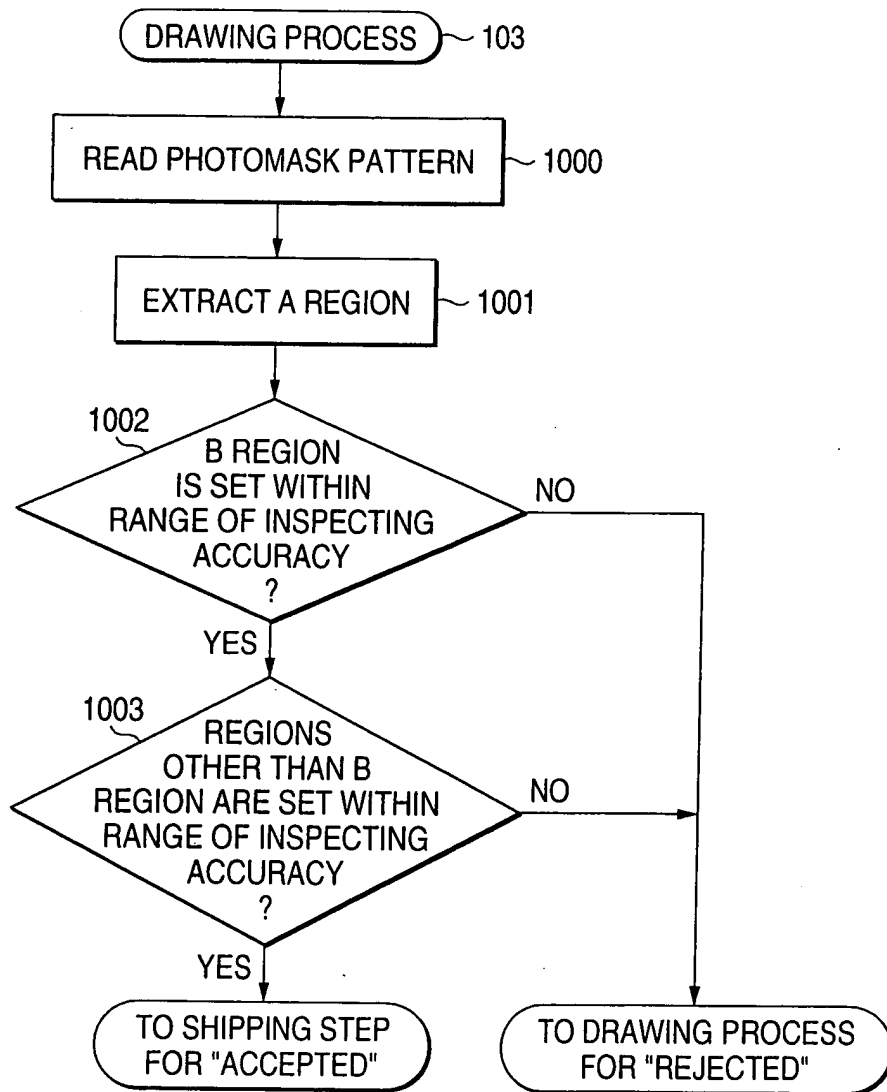 DRAWING PROCESS
103
READ PHOTOMASK PATTERN
1000
EXTRACT A REGION
1001
1002
B REGION
IS SET WITHIN
RANGE OF INSPECTING
ACCURACY
?
NO
YES
1003
REGIONS
OTHER THAN B
REGION ARE SET WITHIN
RANGE OF INSPECTING
ACCURACY
?
NO
YES
TO SHIPPING STEP
FOR "ACCEPTED"
TO DRAWING PROCESS
FOR "REJECTED"